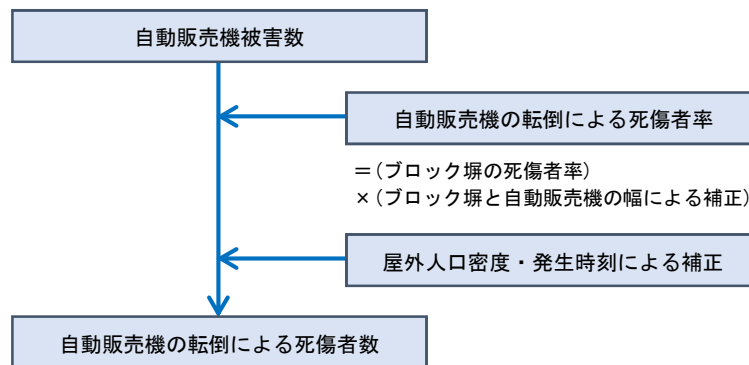 自動販売機被害数
自動販売機の転倒による死傷者率
＝(ブロック塀の死傷者率)
×(ブロック塀と自動販売機の幅による補正)
屋外人口密度・発生時刻による補正
自動販売機の転倒による死傷者数